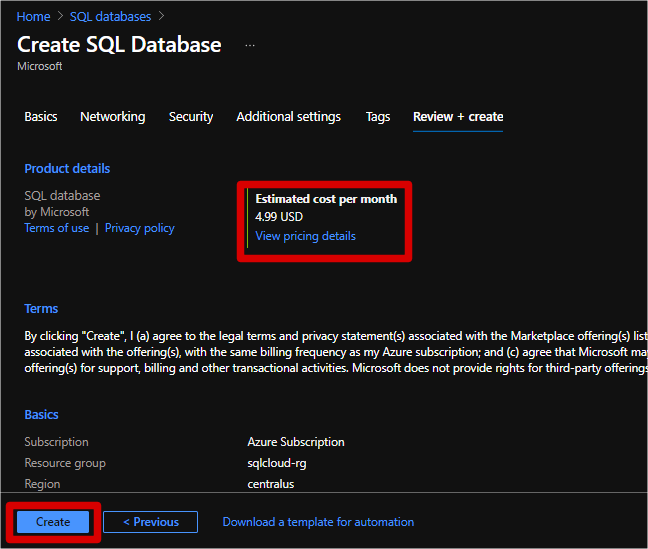 Home > SQL databases >
Create SQL Database ...
Microsoft
Basics Networking Security Additional settings Tags Review + create
Product details
SQL database
by Microsoft
Terms of use | Privacy policy
Estimated cost per month
4.99 USD
View pricing details
Terms
By clicking "Create", I (a) agree to the legal terms and privacy statement(s) associated with the Marketplace offering(s) list
associated with the offering(s), with the same billing frequency as my Azure subscription; and (c) agree that Microsoft ma
offering(s) for support, billing and other transactional activities. Microsoft does not provide rights for third-party offerings
Basics
Subscription Azure Subscription
Resource group sqlcloud-rg
Region centralus
Create < Previous Download a template for automation